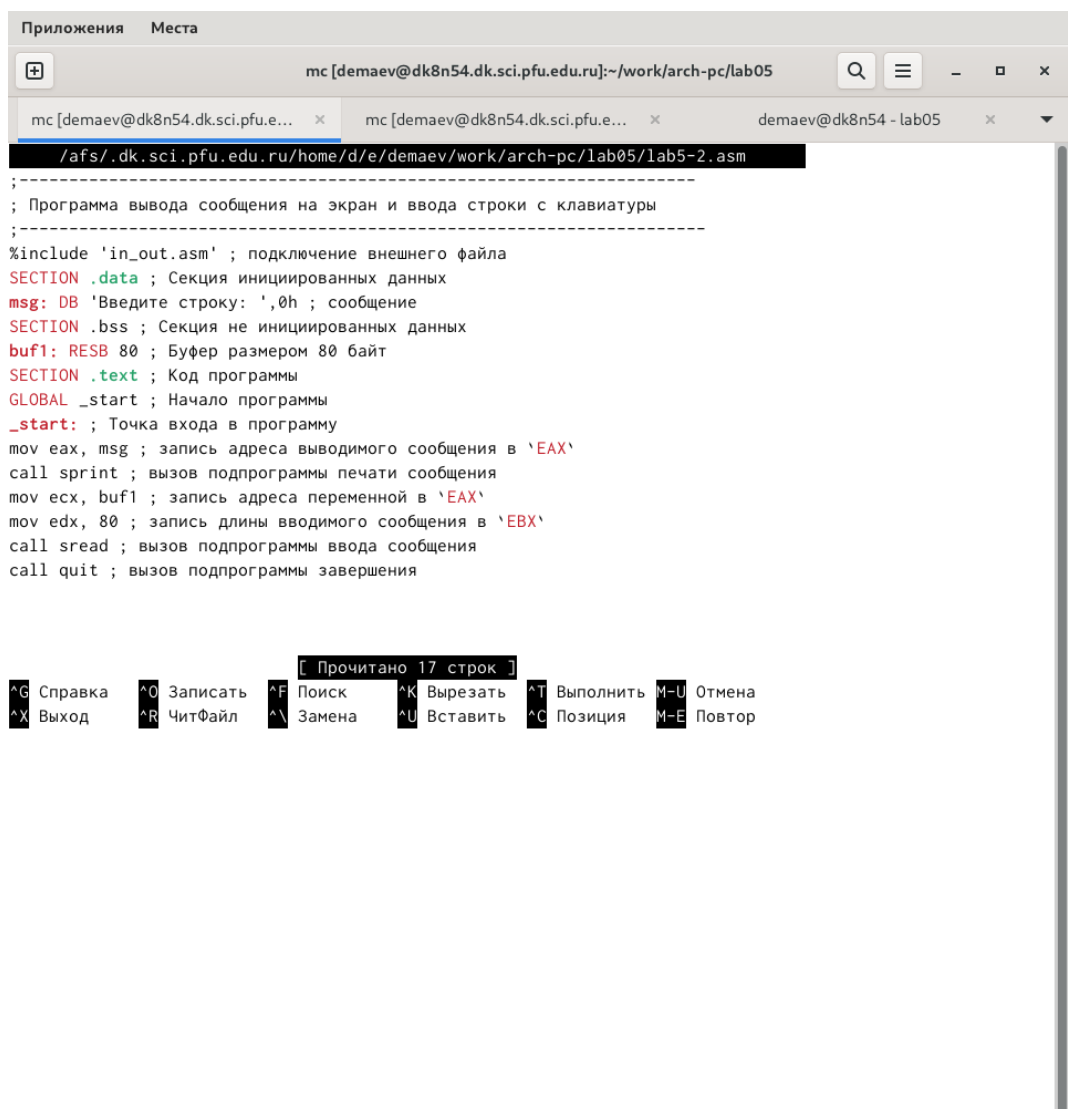 Приложения Места
mc [demaev@dk8n54.dk.sci.pfu.edu.ru]:~/work/arch-pc/lab05
mc [demaev@dk8n54.dk.sci.pfu.e... × mc [demaev@dk8n54.dk.sci.pfu.e... × demaev@dk8n54 - lab05 ×
/afs/.dk.sci.pfu.edu.ru/home/d/e/demaev/work/arch-pc/lab05/lab5-2.asm
;--------------------------------------------------------------------
; Программа вывода сообщения на экран и ввода строки с клавиатуры
;---------------------------------------------------------------------
%include 'in_out.asm' ; подключение внешнего файла
SECTION .data ; Секция инициированных данных
msg: DB 'Введите строку: ',0h ; сообщение
SECTION .bss ; Секция не инициированных данных
buf1: RESB 80 ; Буфер размером 80 байт
SECTION .text ; Код программы
GLOBAL _start ; Начало программы
_start: ; Точка входа в программу
mov eax, msg ; запись адреса выводимого сообщения в `EAX`
call sprint ; вызов подпрограммы печати сообщения
mov ecx, buf1 ; запись адреса переменной в `EAX`
mov edx, 80 ; запись длины вводимого сообщения в `EBX`
call sread ; вызов подпрограммы ввода сообщения
call quit ; вызов подпрограммы завершения
[ Прочитано 17 строк ]
^G Справка ^O Записать ^F Поиск ^K Вырезать ^T Выполнить M-U Отмена
^X Выход ^R ЧитФайл ^\ Замена ^U Вставить ^C Позиция M-E Повтор